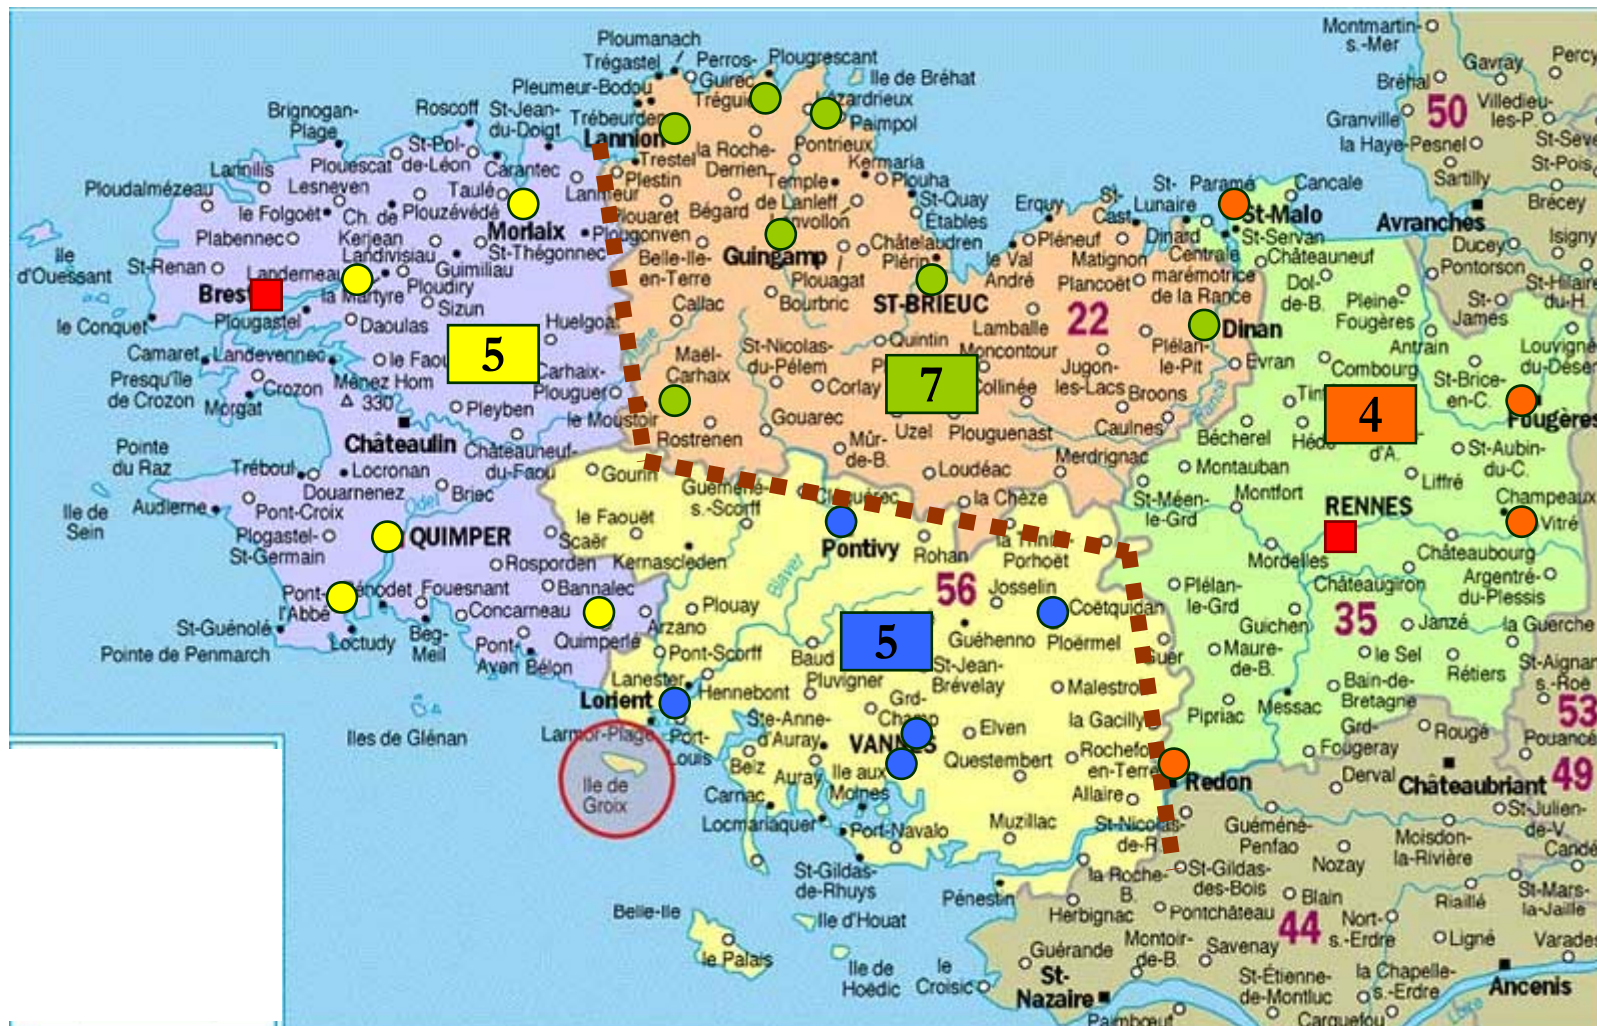 Montmartin-
s.-Mer
Ploumanach
Trégastel
Perros-
Guirec
Plougrescant
Gavray
Percy
Pleumeur-Bodou
Ile de Bréhat
Bréhal
Villedieu-
les-P.
50
Brignogan-
Plage
Roscoff
St-Jean-
du-Doigt
Trébeurden
Lannion
Paimpol
Granville
la Haye-Pesnel
St-Pol-
de-Léon
Plouescat
Carantec
Trestel
la Roche-
Derrien
Pontrieux
Kermaria
St-Pois
Sartilly
Ploudalmézeau
Lannilis
Lesneven
Taulé
Lanmeur
Plestin
Temple
de Lanleff
Plouha
St-Quay
Étables
Erquy
St-
Cast
St-
Lunaire
Paramé
Cancale
St-Malo
St-Servan
Avranches
Brécey
le Folgoët
Ch. de
Kerjean
Plouzévédé
Morlaix
Plougonven
Bégard
Plabennec
Landivisiau
St-Thégonnec
Belle-Ile-
en-Terre
Guingamp
Châtelaudren
Plérin
le Val
André
Pléneuf
Matignon
Dinard
Centrale
marémotrice
de la Rance
Châteauneuf
Ducey
Isigny
Ile
d'Ouessant
St-Renan
Guimiliau
Ploudiry
Plouagat
Bourbric
Plancoët
Dol-
de-B.
Pleine-
Fougères
Pontorson
St-
James
St-Hilaire
du-H.
Brest
la Martyre
Sizun
Callac
ST-BRIEUC
22
le Conquet
Plougastel
Daoulas
Huelgoat
Lamballe
Dinan
Antrain
Louvigné
du-Désert
Camaret
Landevennec
5
Maël-
Carhaix
St-Nicolas-
du-Pélem
Quintin
Moncontour
Plélan-
le-Pit
Evran
Combourg
Presqu'île
de Crozon
Crozon
Ménez Hom
330
Carhaix-
Plouguer
Corlay
7
Collinée
Jugon-
les-Lacs
Broons
Rance
4
St-Brice-
en-C.
Morgat
Pleyben
le Moustoir
Gouarec
Uzel
Plouguenast
Caulnes
Bécherel
Fougères
Pointe
du Raz
Châteaulin
Châteauneuf-
du-Faou
Rostrenen
Mûr-
de-B.
Merdrignac
d'A.
St-Aubin-
du-C.
Tréboul
Locronan
Gourin
Loudéac
Montauban
Liffré
Douarnenez
Briec
Guéméné-
s.-Scorff
la Chèze
St-Méen-
le-Grd
Montfort
RENNES
Champeaux
Ile de
Sein
Audierne
Pont-Croix
Odet
le Faouët
Vitré
Plogastel-
St-Germain
QUIMPER
Scaër
Pontivy
Rohan
Porhoët
Mordelles
Châteaubourg
Rosporden
Kernascleden
Blavet
56
Josselin
Plélan-
le-Grd
Châteaugiron
Argentré-
du-Plessis
Pont-
l'Abbé
Fouesnant
Bannalec
Plouay
Coëtquidan
35
Concarneau
Guéhenno
Ploërmel
Guichen
Janzé
la Guerche
St-Guénolé
Loctudy
Beg-
Meil
Quimperlé
Arzano
5
Guer
Maure-
de-B.
le Sel
Rétiers
Pointe de Penmarch
Pont-
Aven
Bélon
Pont-Scorff
Baud
Pluvigner
St-Jean-
Brévelay
St-Aignan
s.-Roë
Lanester
Hennebont
Malestroit
Bain-de-
Bretagne
Lorient
Grd-
Champ
la Gacilly
Pipriac
Messac
53
Iles de Glénan
Larmor-Plage
Port-
Louis
Ste-Anne-
d'Auray
VANNES
Elven
Grd-
Fougeray
Rougé
Pouancé
Belz
Auray
Ile aux
Moines
Questembert
Rochefort
en-Terre
Redon
Derval
Châteaubriant
49
Ile de
Groix
Carnac
Allaire
Locmariaquer
Port-Navalo
Muzillac
St-Nicolas-
de-R.
Guéméné-
Penfao
Moisdon-
la-Rivière
St-Julien-
de-V.
Candé
St-Gildas-
de-Rhuys
la Roche-
B.
St-Gildas-
des-Bois
Nozay
Belle-Ile
Ile d'Houat
Pénestin
Herbignac
Pontchâteau
Blain
Riaillé
St-Mars-
la-Jaille
44
Nort-
s.-Erdre
Ligné
Varades
le Palais
Ile de
Hoëdic
le
Croisic
Guérande
Montoir-
de-B.
Savenay
St-
Nazaire
St-Étienne-
de-Montluc
la Chapelle-
s.-Erdre
Ancenis
Paimbœuf
Carquefou